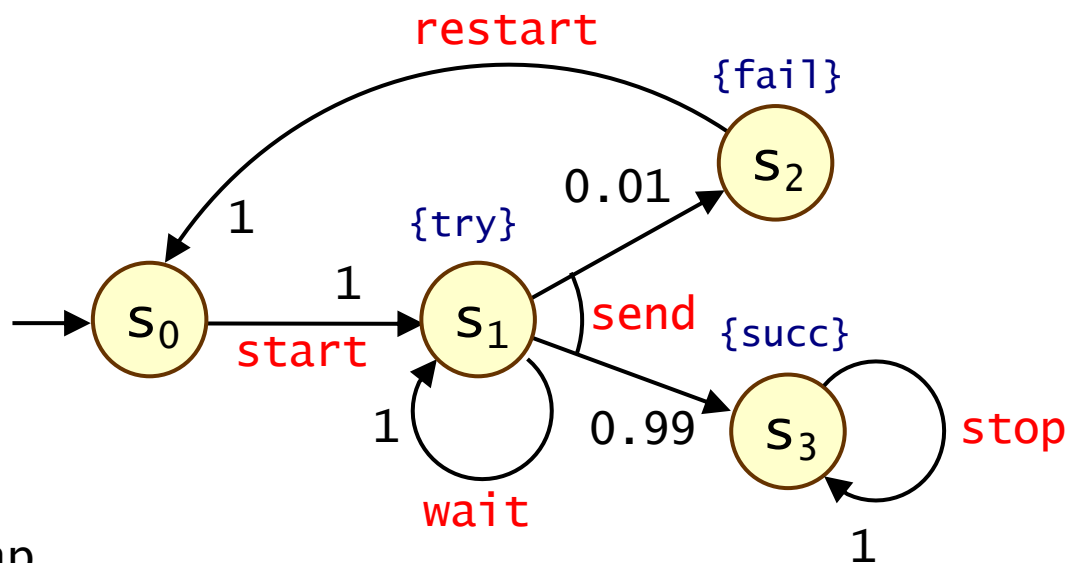 restart
{fail}
s2
0.01
1
{try}
1
s0
s1
send
start
{succ}
1
0.99
s3
stop
wait
1